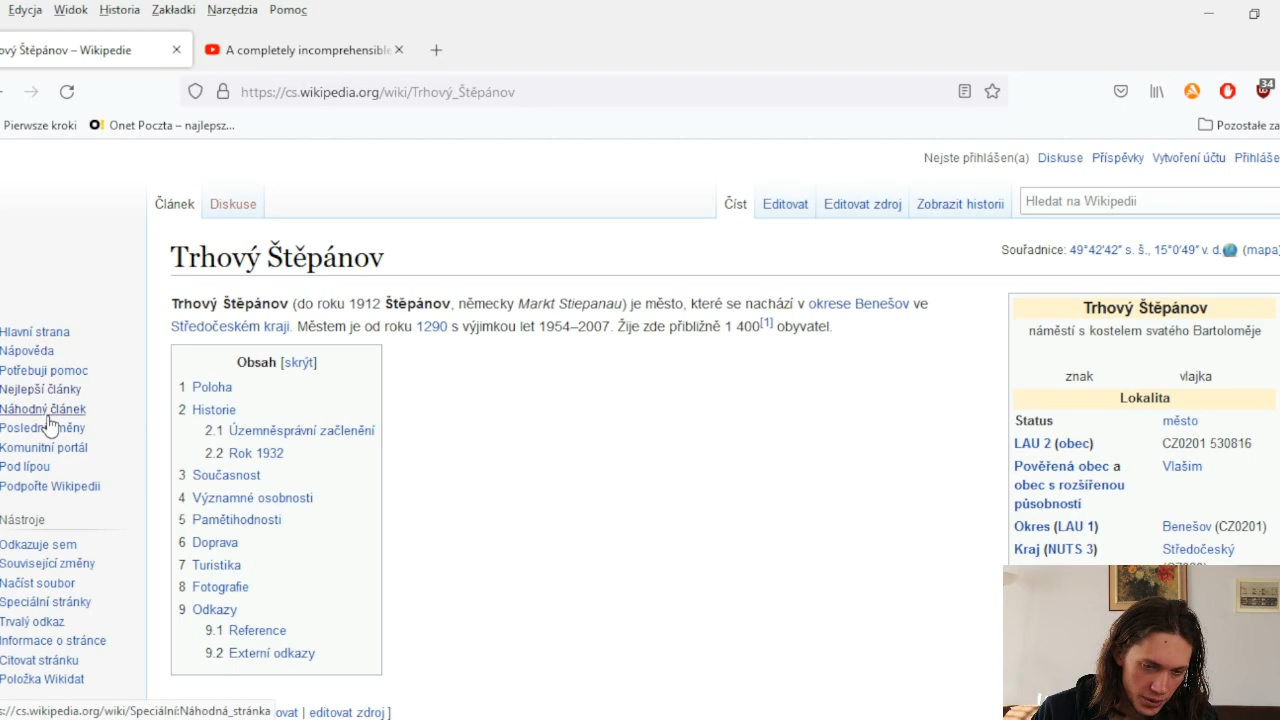 Edycja Widok Historia Zakładki Narzędzia Pomoc
ový Štěpánov – Wikipedie
A completely incomprehensible
https://cs.wikipedia.org/wiki/Trhový_Štěpánov
34
Pierwsze kroki Onet Poczta – najlepsz... Pozostałe za
Nejste přihlášen(a) Diskuse Příspěvky Vytvoření účtu Přihláše
Článek Diskuse Číst Editovat Editovat zdroj Zobrazit historii Hledat na Wikipedii
Trhový Štěpánov
Souřadnice: 49°42′42″ s. š., 15°0′49″ v. d. (mapa)
Trhový Štěpánov (do roku 1912 Štěpánov, německy Markt Stiepanau) je město, které se nachází v okrese Benešov ve
Středočeském kraji. Městem je od roku 1290 s výjimkou let 1954–2007. Žije zde přibližně 1 400[1] obyvatel.
Hlavní strana
Nápověda
Potřebuji pomoc
Nejlepší články
Náhodný článek
Poslední změny
Komunitní portál
Pod lípou
Podpořte Wikipedii
Nástroje
Odkazuje sem
Související změny
Načíst soubor
Speciální stránky
Trvalý odkaz
Informace o stránce
Citovat stránku
Položka Wikidat
Obsah [skrýt]
1 Poloha
2 Historie
2.1 Územněsprávní začlenění
2.2 Rok 1932
3 Současnost
4 Významné osobnosti
5 Pamětihodnosti
6 Doprava
7 Turistika
8 Fotografie
9 Odkazy
9.1 Reference
9.2 Externí odkazy
Trhový Štěpánov
náměstí s kostelem svatého Bartoloměje
znak vlajka
Lokalita
Status město
LAU 2 (obec) CZ0201 530816
Pověřená obec a Vlašim
obec s rozšířenou
působností
Okres (LAU 1) Benešov (CZ0201)
Kraj (NUTS 3) Středočeský
s://cs.wikipedia.org/wiki/Speciální:Náhodná_stránka ovat | editovat zdroj ]